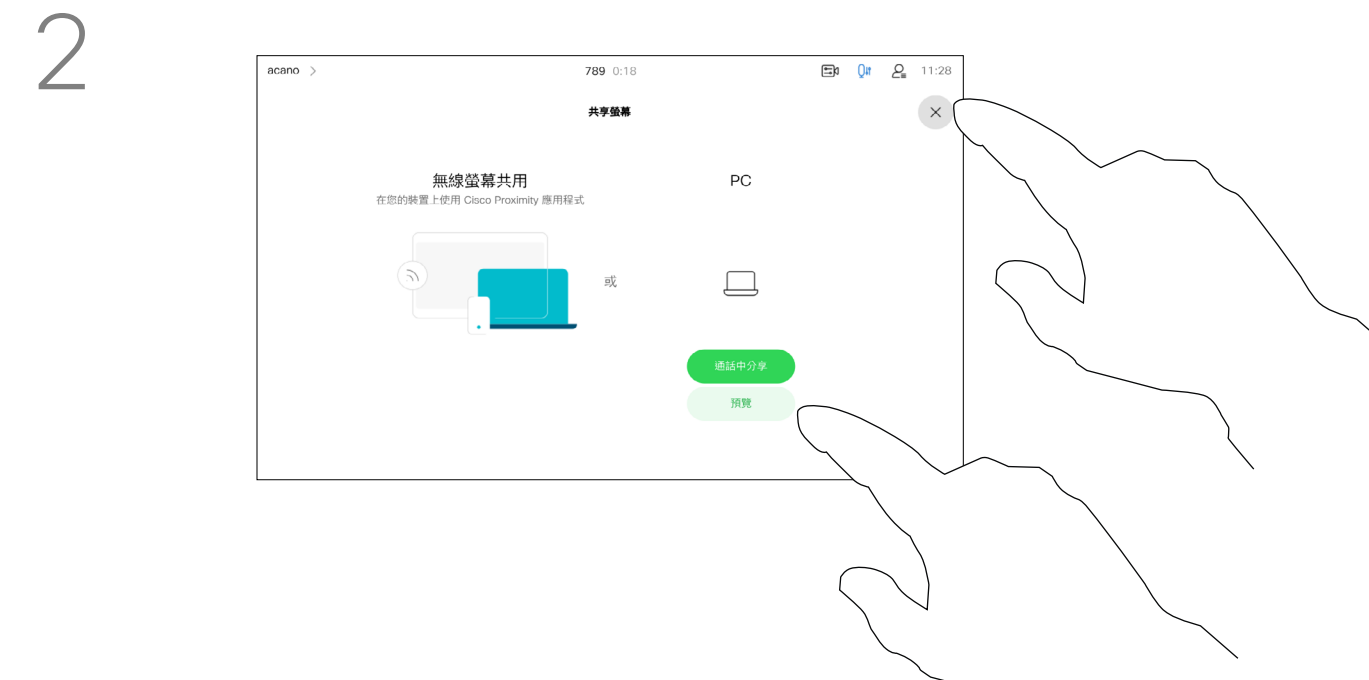 2
acano >
789 0:18
11:28
共享螢幕
無線螢幕共用
在您的裝置上使用 Cisco Proximity 應用程式
PC
或
通話中分享
預覽